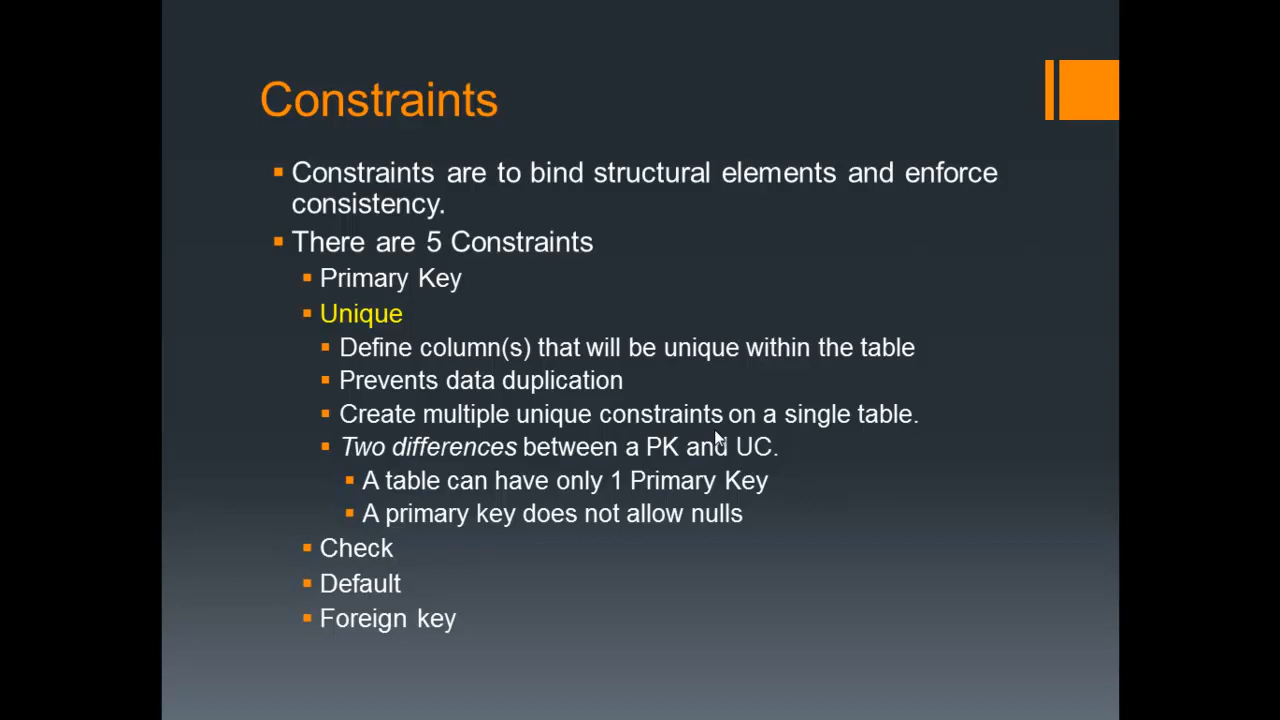 Constraints
Constraints are to bind structural elements and enforce
consistency.
There are 5 Constraints
Primary Key
Unique
Define column(s) that will be unique within the table
Prevents data duplication
Create multiple unique constraints on a single table.
Two differences between a PK and UC.
A table can have only 1 Primary Key
A primary key does not allow nulls
Check
Default
Foreign key